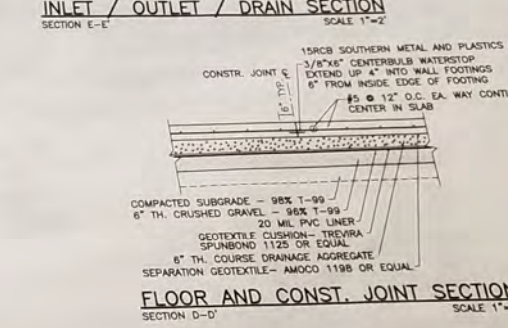 INLET / OUTLET / DRAIN SECTION
SECTION E-E'
SCALE 1"=2'
15RCB SOUTHERN METAL AND PLASTICS
3/8"X6" CENTERBULB WATERSTOP
EXTEND UP 4" INTO WALL FOOTINGS
6" FROM INSIDE EDGE OF FOOTING
CONSTR. JOINT ℄
6" TYP.
#5 @ 12" O.C. EA. WAY CONTI
CENTER IN SLAB
COMPACTED SUBGRADE - 98% T-99
6" TH. CRUSHED GRAVEL - 96% T-99
20 MIL PVC LINER
GEOTEXTILE CUSHION- TREVIRA
SPUNBOND 1125 OR EQUAL
6" TH. COURSE DRAINAGE AGGREGATE
SEPARATION GEOTEXTILE- AMOCO 1198 OR EQUAL
FLOOR AND CONST. JOINT SECTION
SECTION D-D'
SCALE 1"=